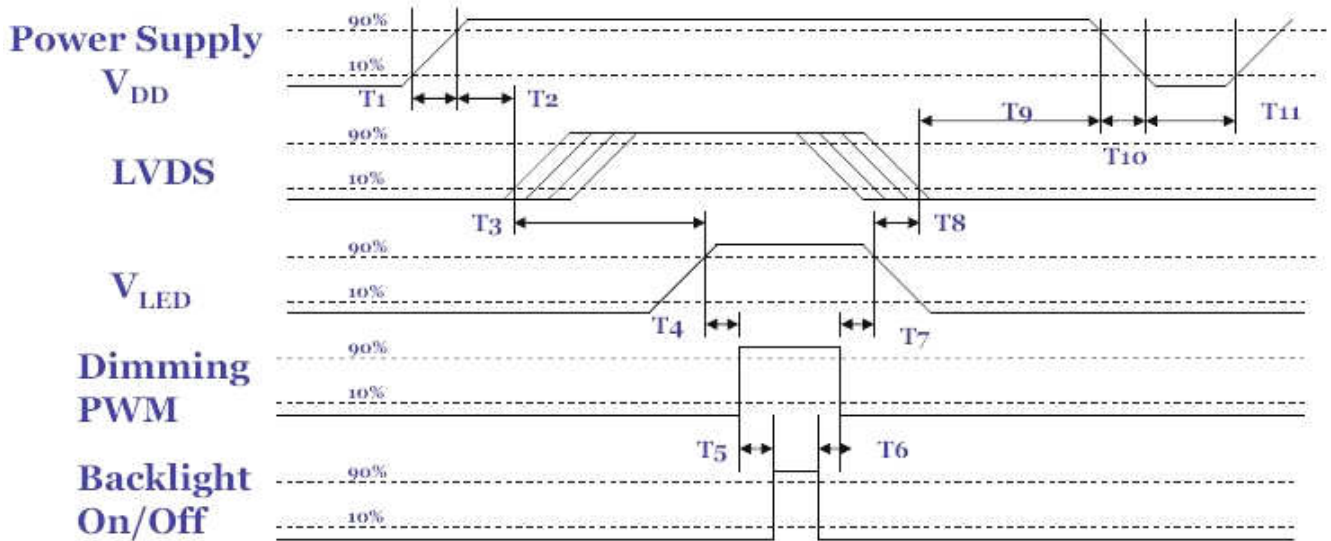 90%
Power Supply
V_DD
10%
T1
T2
T9
T11
90%
T10
LVDS
10%
T3
T8
90%
V_LED
10%
T4
T7
90%
Dimming
PWM
10%
T5
T6
90%
Backlight
On/Off
10%